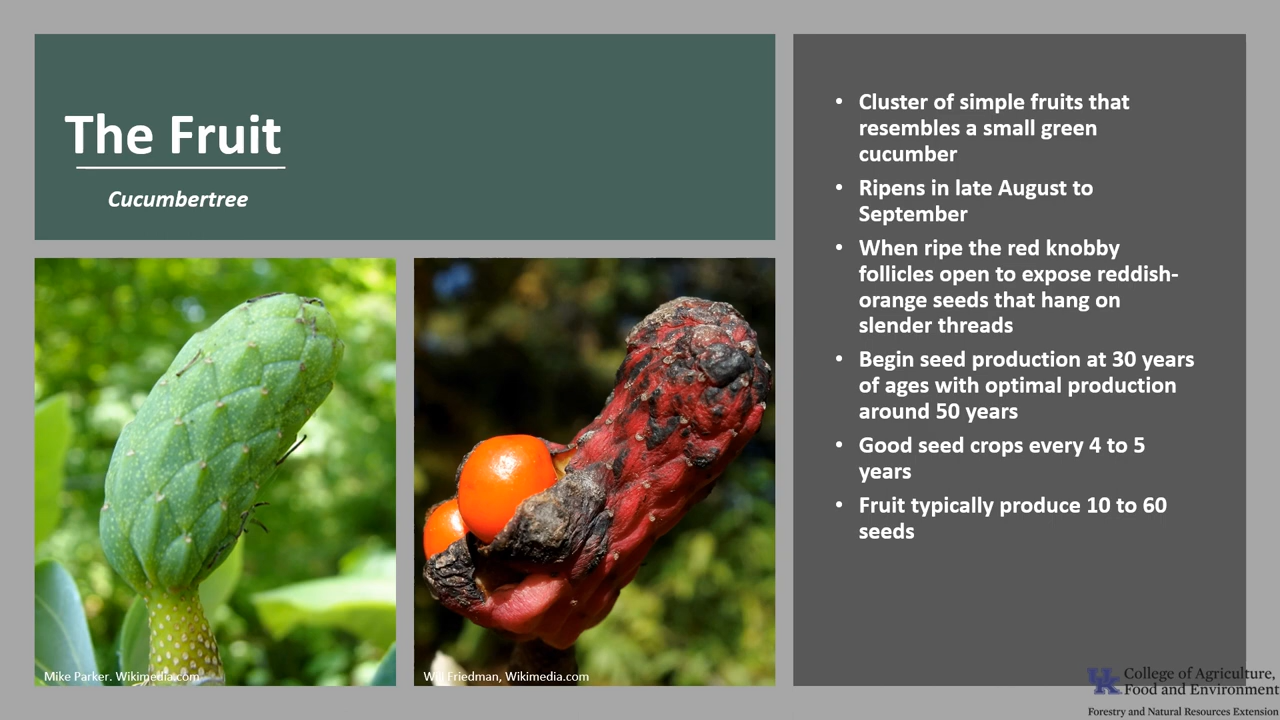 The Fruit
Cucumbertree
• Cluster of simple fruits that
resembles a small green
cucumber
• Ripens in late August to
September
• When ripe the red knobby
follicles open to expose reddish-
orange seeds that hang on
slender threads
• Begin seed production at 30 years
of ages with optimal production
around 50 years
• Good seed crops every 4 to 5
years
• Fruit typically produce 10 to 60
seeds
Mike Parker. Wikimedia.com
Will Friedman, Wikimedia.com
UK College of Agriculture,
Food and Environment
Forestry and Natural Resources Extension